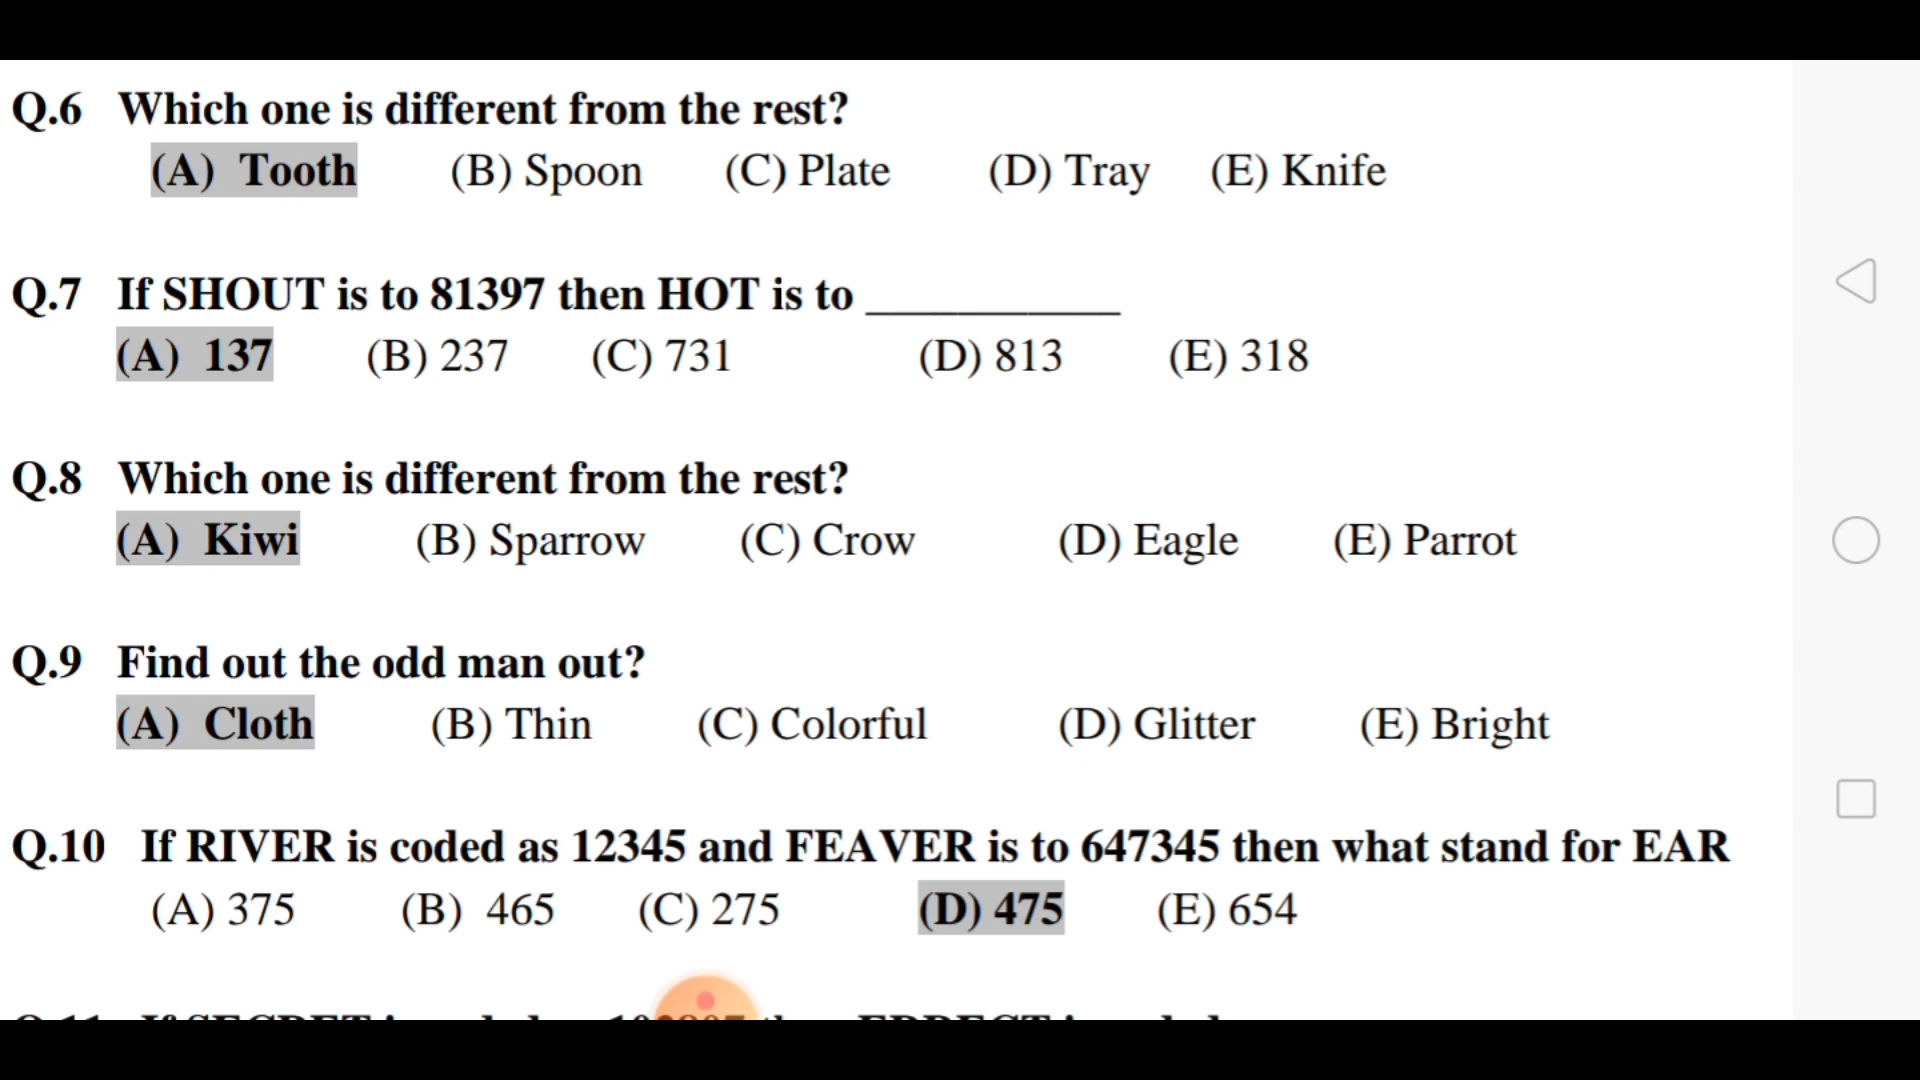 Q.6 Which one is different from the rest?
(A) Tooth (B) Spoon (C) Plate (D) Tray (E) Knife
Q.7 If SHOUT is to 81397 then HOT is to ___________
(A) 137 (B) 237 (C) 731 (D) 813 (E) 318
Q.8 Which one is different from the rest?
(A) Kiwi (B) Sparrow (C) Crow (D) Eagle (E) Parrot
Q.9 Find out the odd man out?
(A) Cloth (B) Thin (C) Colorful (D) Glitter (E) Bright
Q.10 If RIVER is coded as 12345 and FEAVER is to 647345 then what stand for EAR
(A) 375 (B) 465 (C) 275 (D) 475 (E) 654